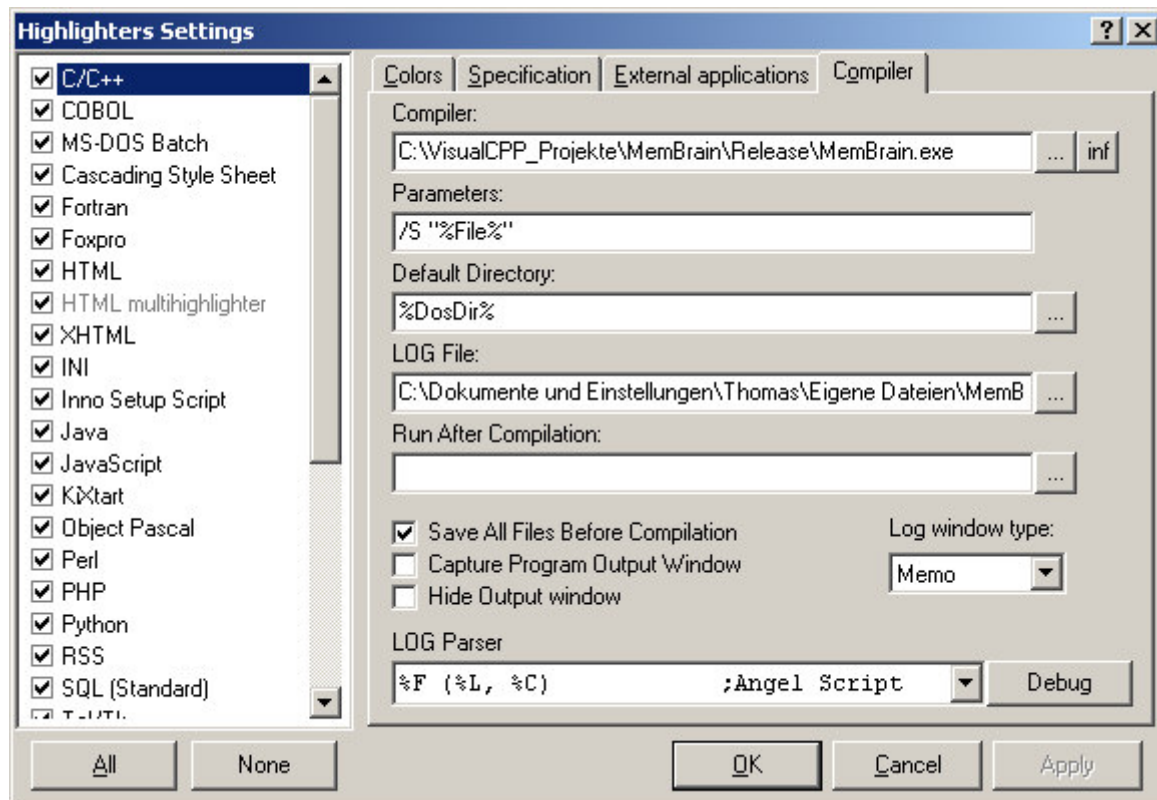 Highlighters Settings
C/C++
COBOL
MS-DOS Batch
Cascading Style Sheet
Fortran
Foxpro
HTML
HTML multihighlighter
XHTML
INI
Inno Setup Script
Java
JavaScript
KiXtart
Object Pascal
Perl
PHP
Python
RSS
SQL (Standard)
All
None
Colors
Specification
External applications
Compiler
Compiler:
C:\VisualCPP_Projekte\MemBrain\Release\MemBrain.exe
...
inf
Parameters:
/S "%File%"
Default Directory:
%DosDir%
...
LOG File:
C:\Dokumente und Einstellungen\Thomas\Eigene Dateien\MemB
...
Run After Compilation:
...
Save All Files Before Compilation
Capture Program Output Window
Hide Output window
Log window type:
Memo
LOG Parser
%F (%L, %C) ;Angel Script
Debug
OK
Cancel
Apply